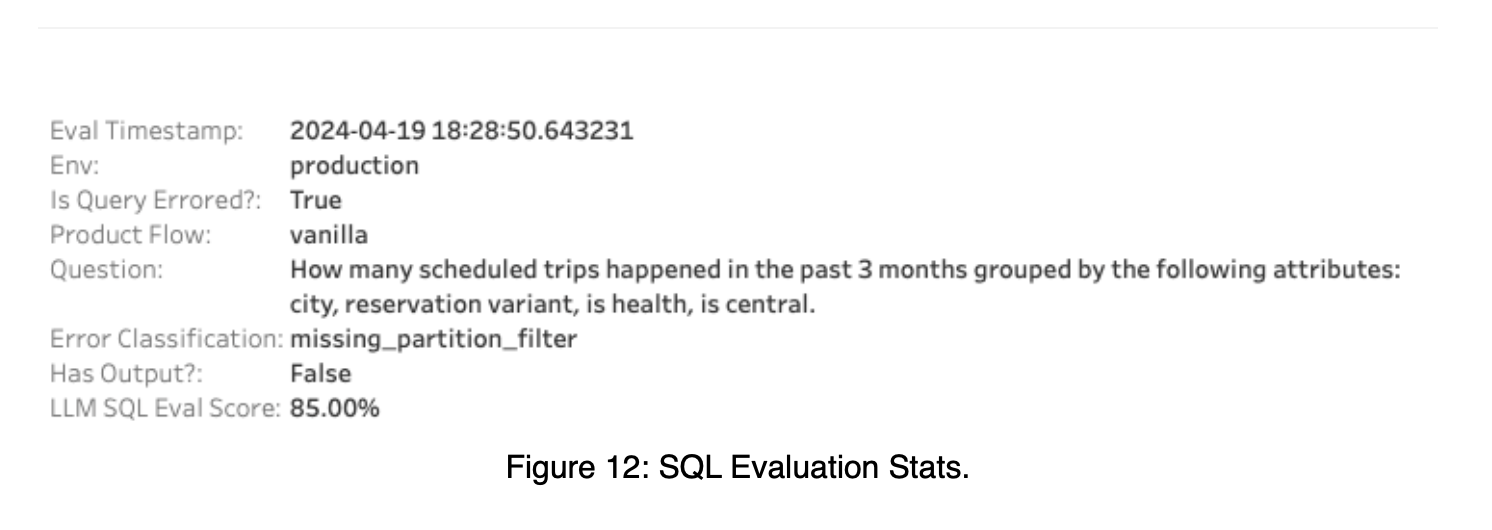 Eval Timestamp: 2024-04-19 18:28:50.643231
Env: production
Is Query Errored?: True
Product Flow: vanilla
Question: How many scheduled trips happened in the past 3 months grouped by the following attributes:
city, reservation variant, is health, is central.
Error Classification: missing_partition_filter
Has Output?: False
LLM SQL Eval Score: 85.00%
Figure 12: SQL Evaluation Stats.